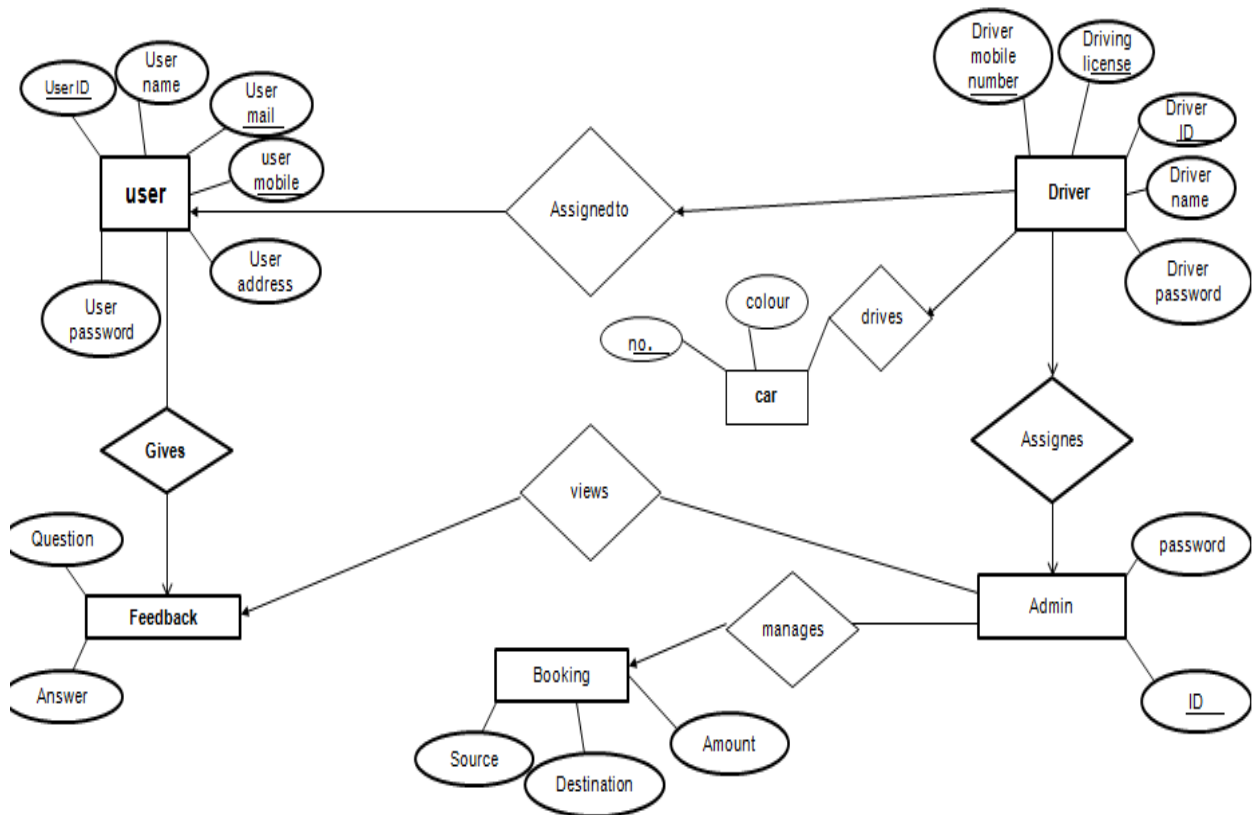 User ID
User
name
User
mail
user
mobile
user
User
address
User
password
Driver
mobile
number
Driving
license
Driver
ID
Driver
name
Driver
Driver
password
Assignedto
colour
no.
drives
car
Gives
Assignes
views
Question
Feedback
Answer
password
Admin
ID
manages
Booking
Source
Destination
Amount